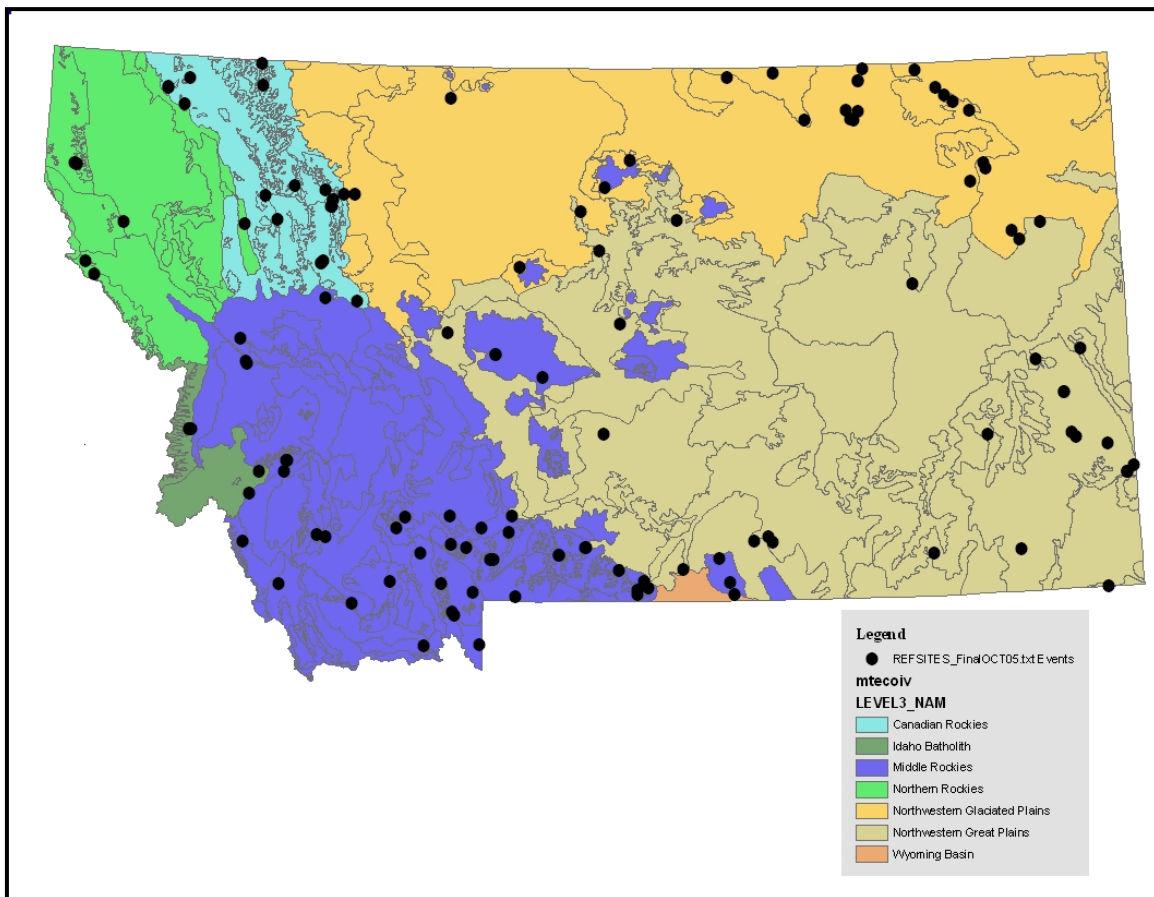 Legend
REFSITES_FinalOCT05.txt Events
mtecoiv
LEVEL3_NAM
Canadian Rockies
Idaho Batholith
Middle Rockies
Northern Rockies
Northwestern Glaciated Plains
Northwestern Great Plains
Wyoming Basin